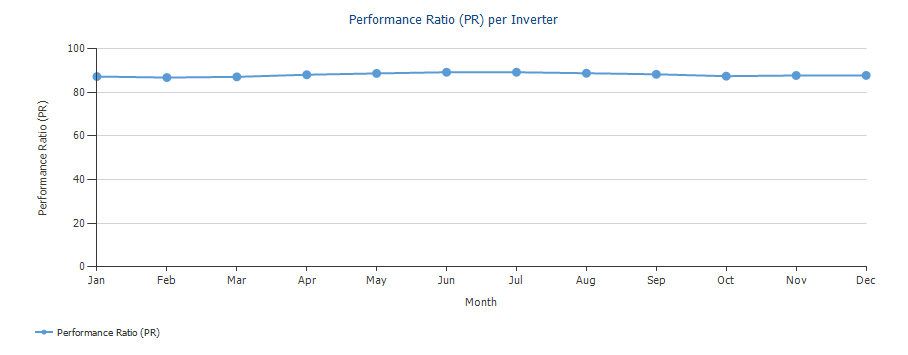 Performance Ratio (PR) per Inverter
Performance Ratio (PR)
100
80
60
40
20
0
Jan Feb Mar Apr May Jun Jul Aug Sep Oct Nov Dec
Month
Performance Ratio (PR)